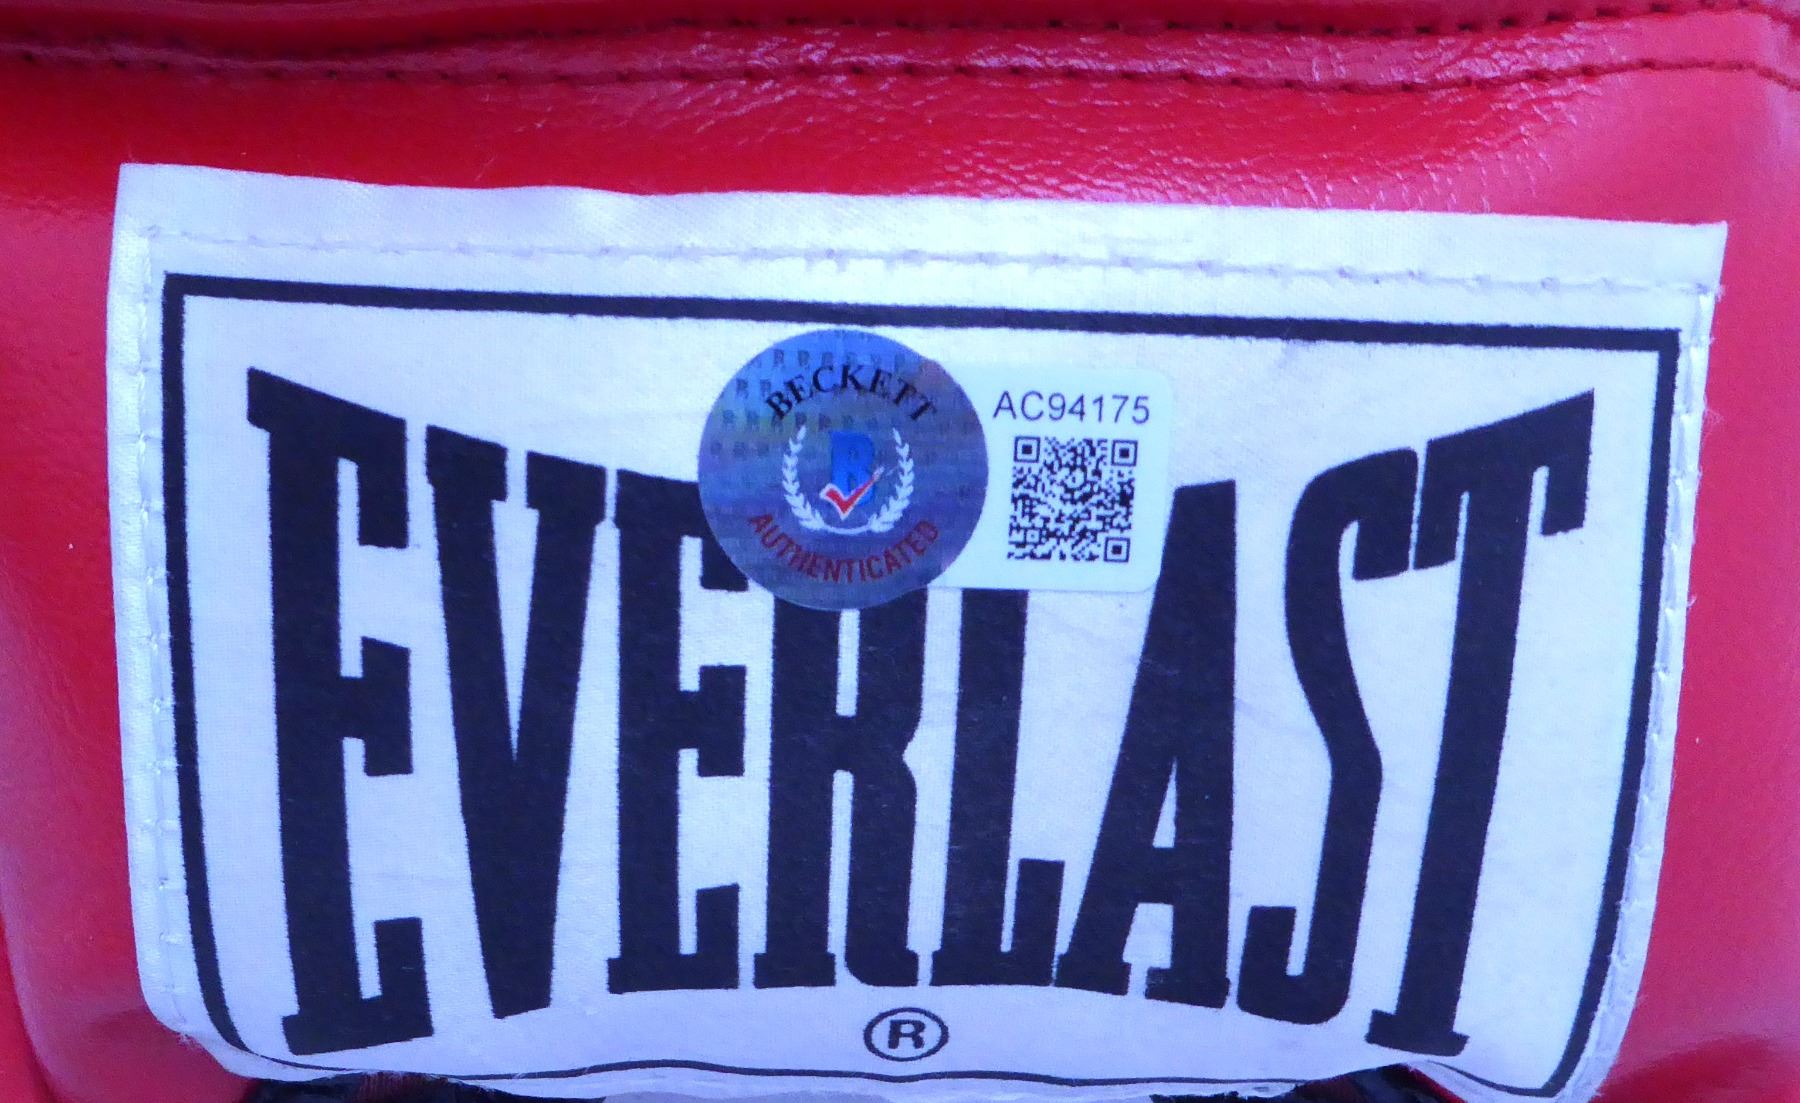 BECKETT
B
AUTHENTICATED
AC94175
EVERLAST
®